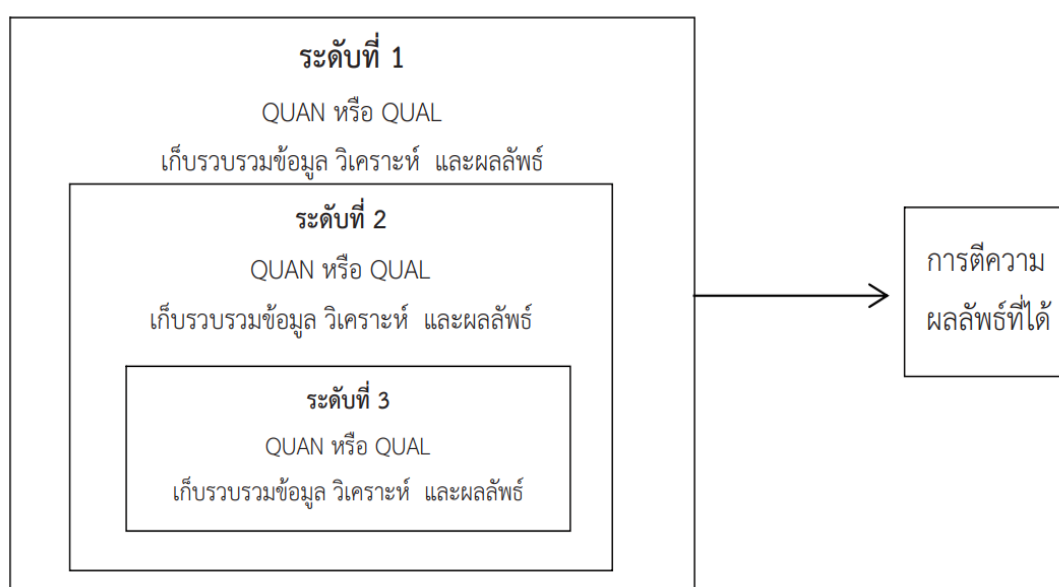 ระดับที่ 1
QUAN หรือ QUAL
เก็บรวบรวมข้อมูล วิเคราะห์ และผลลัพธ์
ระดับที่ 2
QUAN หรือ QUAL
เก็บรวบรวมข้อมูล วิเคราะห์ และผลลัพธ์
ระดับที่ 3
QUAN หรือ QUAL
เก็บรวบรวมข้อมูล วิเคราะห์ และผลลัพธ์
การตีความ
ผลลัพธ์ที่ได้